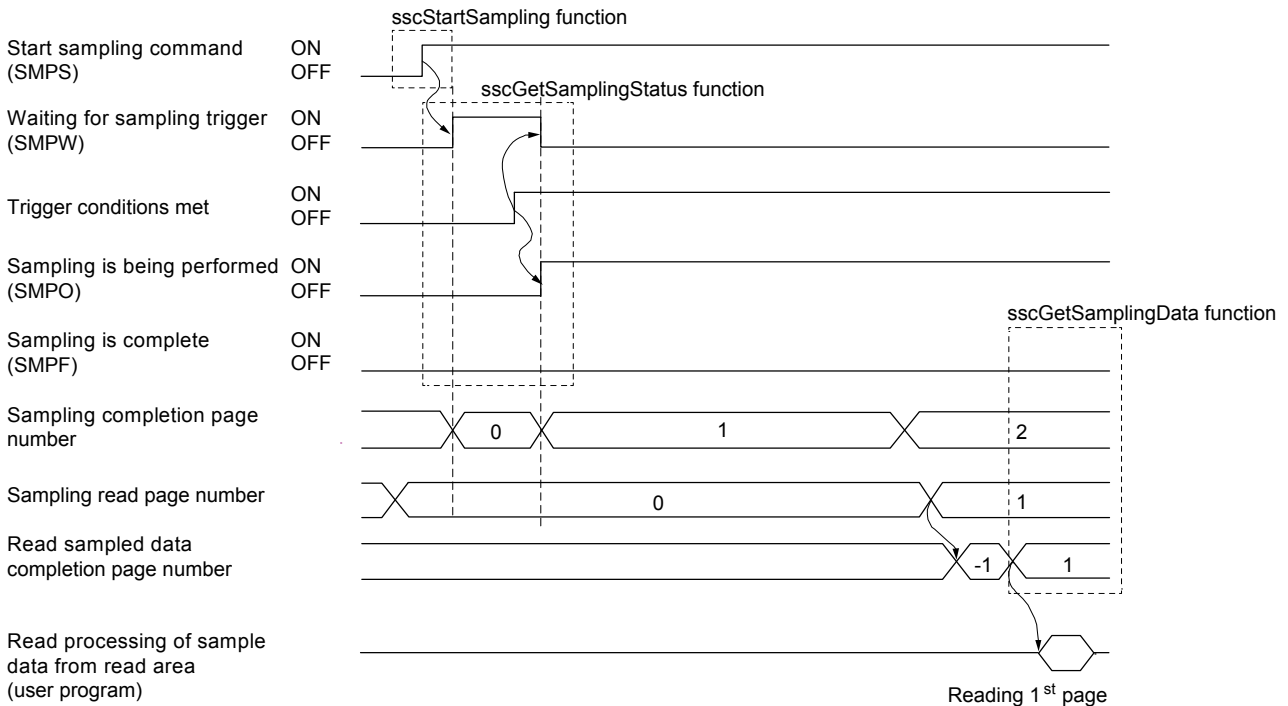 sscStartSampling function
Start sampling command ON
(SMPS) OFF
sscGetSamplingStatus function
Waiting for sampling trigger ON
(SMPW) OFF
ON
Trigger conditions met
OFF
Sampling is being performed ON
(SMPO) OFF
sscGetSamplingData function
Sampling is complete ON
(SMPF) OFF
Sampling completion page
number
0 1 2
Sampling read page number 0 1
Read sampled data
completion page number
-1 1
Read processing of sample
data from read area
(user program)
Reading 1st page